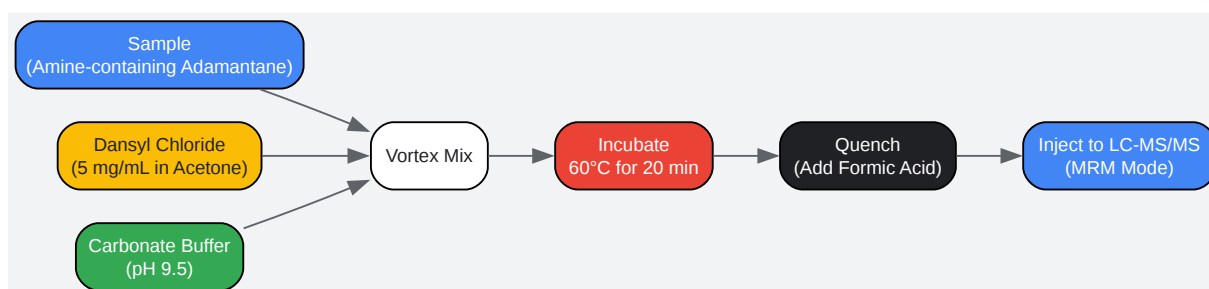 Sample
(Amine-containing Adamantane)
Dansyl Chloride
(5 mg/mL in Acetone)
Carbonate Buffer
(pH 9.5)
Vortex Mix
Incubate
60°C for 20 min
Quench
(Add Formic Acid)
Inject to LC-MS/MS
(MRM Mode)